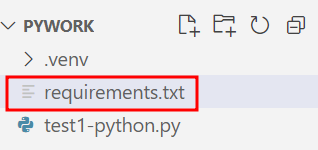 PYWORK
.venv
requirements.txt
test1-python.py